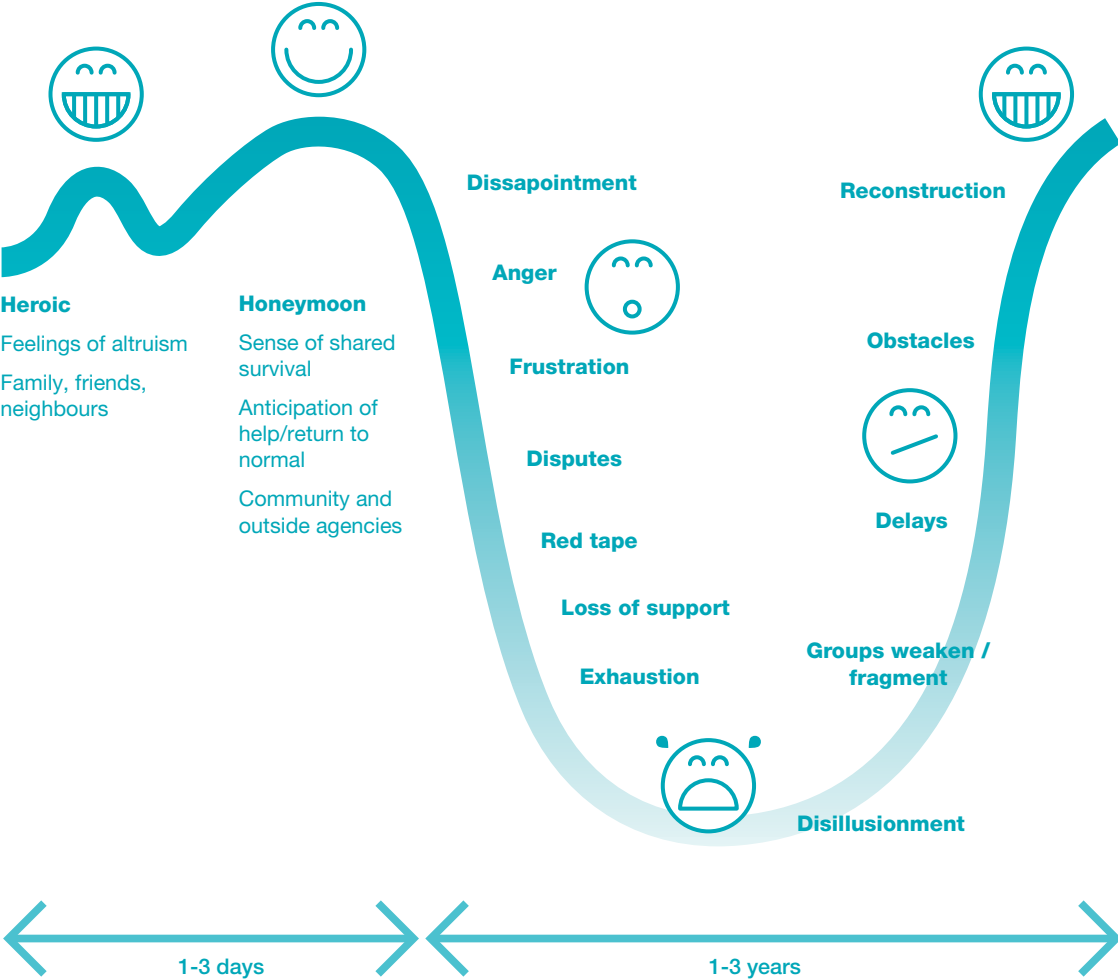 Heroic
Feelings of altruism
Family, friends,
neighbours
Honeymoon
Sense of shared
survival
Anticipation of
help/return to
normal
Community and
outside agencies
Dissapointment
Anger
Frustration
Disputes
Red tape
Loss of support
Exhaustion
Disillusionment
Groups weaken /
fragment
Delays
Obstacles
Reconstruction
1-3 days
1-3 years